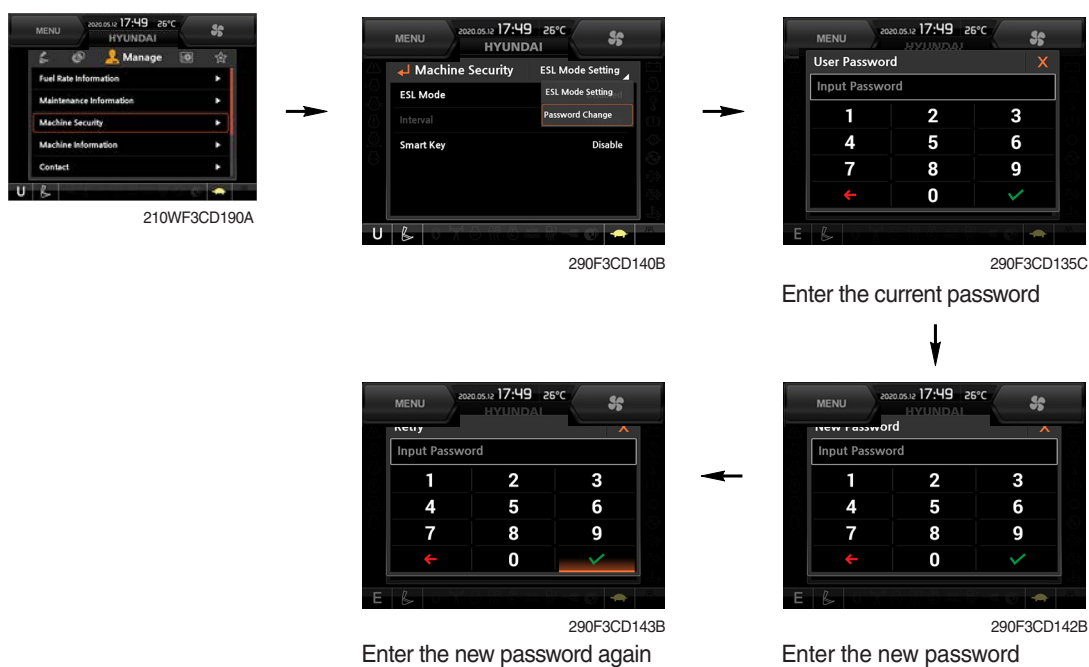 MENU
2020.05.12 17:49 26°C
HYUNDAI
Manage
Fuel Rate Information
Maintenance Information
Machine Security
Machine Information
Contact
U
210WF3CD190A
MENU
2020.05.12 17:49 26°C
HYUNDAI
Machine Security ESL Mode Setting
ESL Mode ESL Mode Setting
Interval Password Change
Smart Key Disable
U
290F3CD140B
MENU
2020.05.12 17:49 26°C
HYUNDAI
User Password X
Input Password
1 2 3
4 5 6
7 8 9
0
E
290F3CD135C
Enter the current password
MENU
2020.05.12 17:49 26°C
HYUNDAI
Retry X
Input Password
1 2 3
4 5 6
7 8 9
0
E
290F3CD143B
Enter the new password again
MENU
2020.05.12 17:49 26°C
HYUNDAI
New Password X
Input Password
1 2 3
4 5 6
7 8 9
0
E
290F3CD142B
Enter the new password